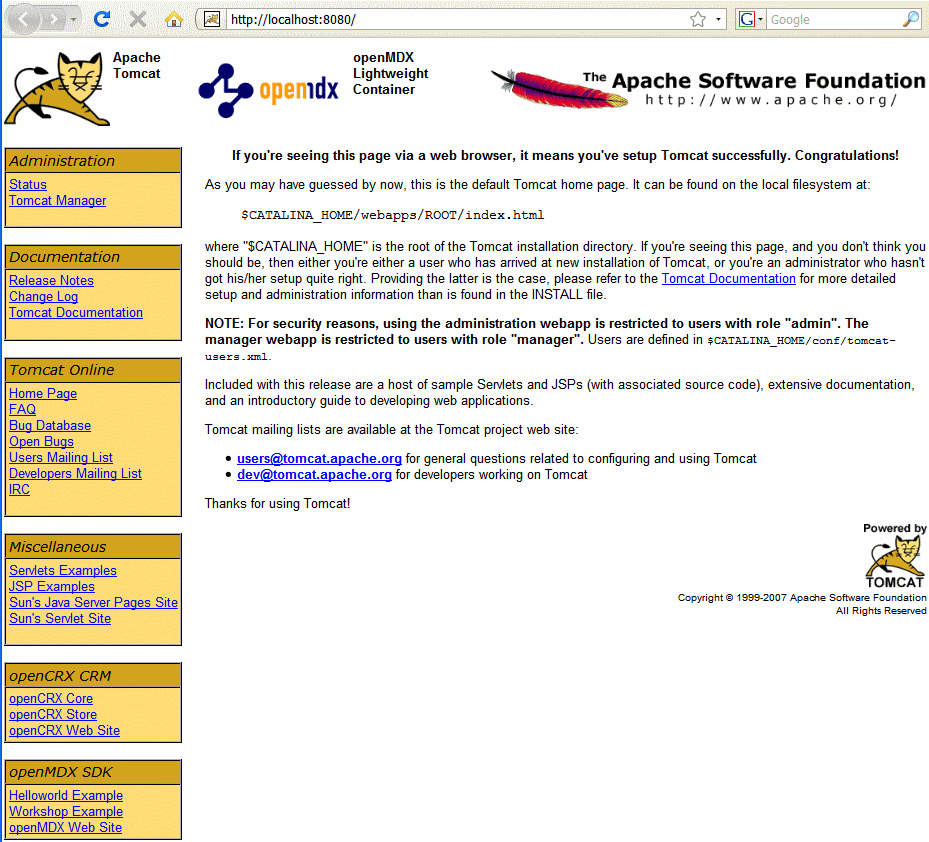 http://localhost:8080/
G
Google
Apache
Tomcat
openmdx
openMDX
Lightweight
Container
The Apache Software Foundation
http://www.apache.org/
Administration
Status
Tomcat Manager
Documentation
Release Notes
Change Log
Tomcat Documentation
Tomcat Online
Home Page
FAQ
Bug Database
Open Bugs
Users Mailing List
Developers Mailing List
IRC
Miscellaneous
Servlets Examples
JSP Examples
Sun's Java Server Pages Site
Sun's Servlet Site
openCRX CRM
openCRX Core
openCRX Store
openCRX Web Site
openMDX SDK
Helloworld Example
Workshop Example
openMDX Web Site
If you're seeing this page via a web browser, it means you've setup Tomcat successfully. Congratulations!
As you may have guessed by now, this is the default Tomcat home page. It can be found on the local filesystem at:
$CATALINA_HOME/webapps/ROOT/index.html
where "$CATALINA_HOME" is the root of the Tomcat installation directory. If you're seeing this page, and you don't think you
should be, then either you're either a user who has arrived at new installation of Tomcat, or you're an administrator who hasn't
got his/her setup quite right. Providing the latter is the case, please refer to the Tomcat Documentation for more detailed
setup and administration information than is found in the INSTALL file.
NOTE: For security reasons, using the administration webapp is restricted to users with role "admin". The
manager webapp is restricted to users with role "manager". Users are defined in $CATALINA_HOME/conf/tomcat-
users.xml.
Included with this release are a host of sample Servlets and JSPs (with associated source code), extensive documentation,
and an introductory guide to developing web applications.
Tomcat mailing lists are available at the Tomcat project web site:
• users@tomcat.apache.org for general questions related to configuring and using Tomcat
• dev@tomcat.apache.org for developers working on Tomcat
Thanks for using Tomcat!
Powered by
TOMCAT
Copyright © 1999-2007 Apache Software Foundation
All Rights Reserved